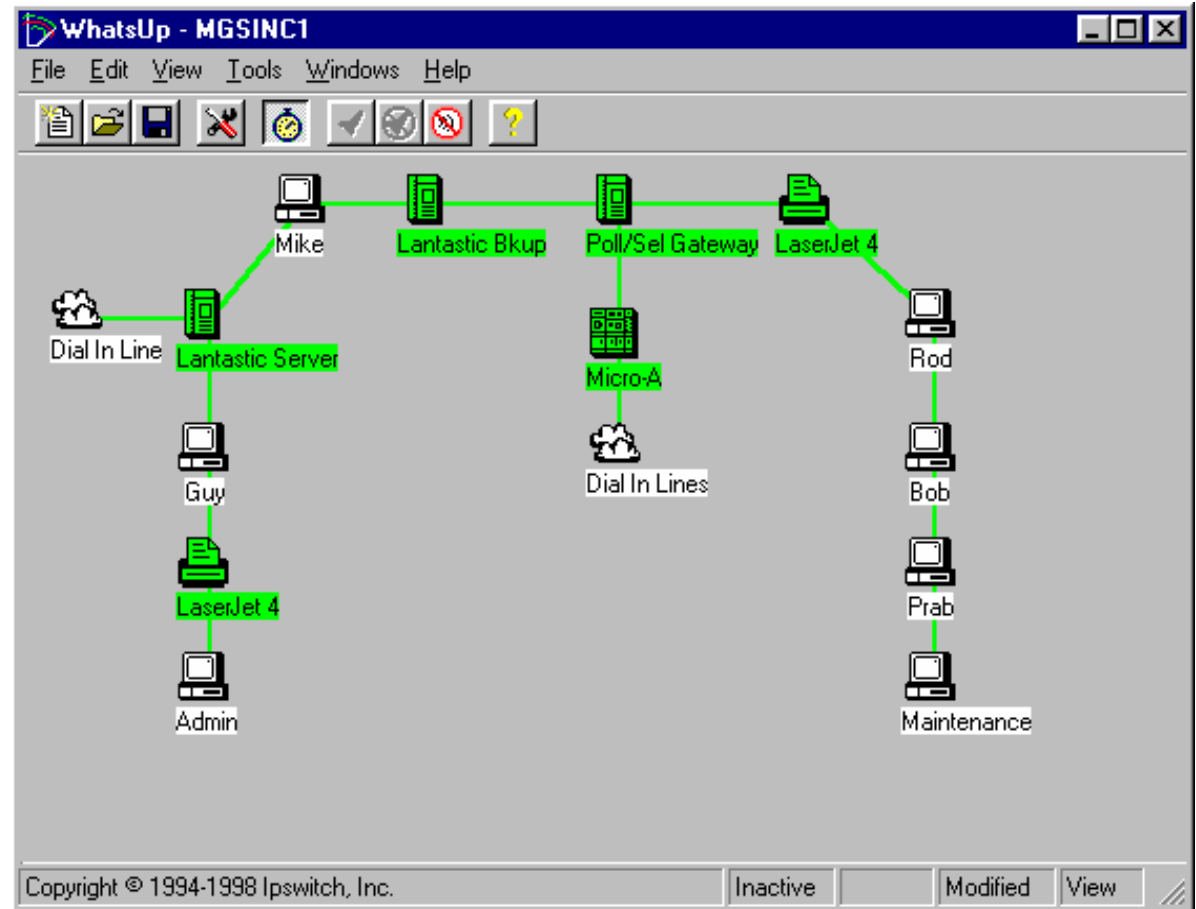 WhatsUp - MGSINC1
File Edit View Tools Windows Help
Mike
Lantastic Bkup
Poll/Sel Gateway
LaserJet 4
Dial In Line
Lantastic Server
Micro-A
Rod
Guy
Dial In Lines
Bob
LaserJet 4
Prab
Admin
Maintenance
Copyright © 1994-1998 Ipswitch, Inc.
Inactive
Modified
View